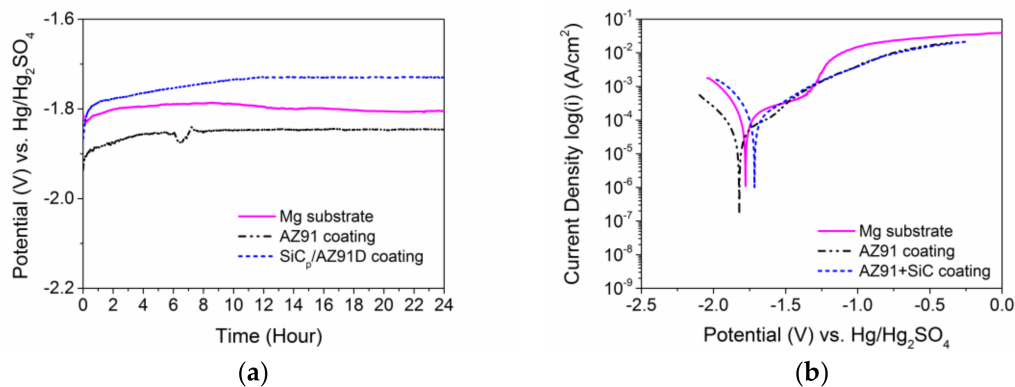 Potential (V) vs. Hg/Hg2SO4
-1.6
-1.8
-2.0
-2.2
0 2 4 6 8 10 12 14 16 18 20 22 24
Time (Hour)
Mg substrate
AZ91 coating
SiCp/AZ91D coating
(a)
Current Density log(i) (A/cm2)
10-1
10-2
10-3
10-4
10-5
10-6
10-7
10-8
10-9
-2.5 -2.0 -1.5 -1.0 -0.5 0.0
Potential (V) vs. Hg/Hg2SO4
Mg substrate
AZ91 coating
AZ91+SiC coating
(b)